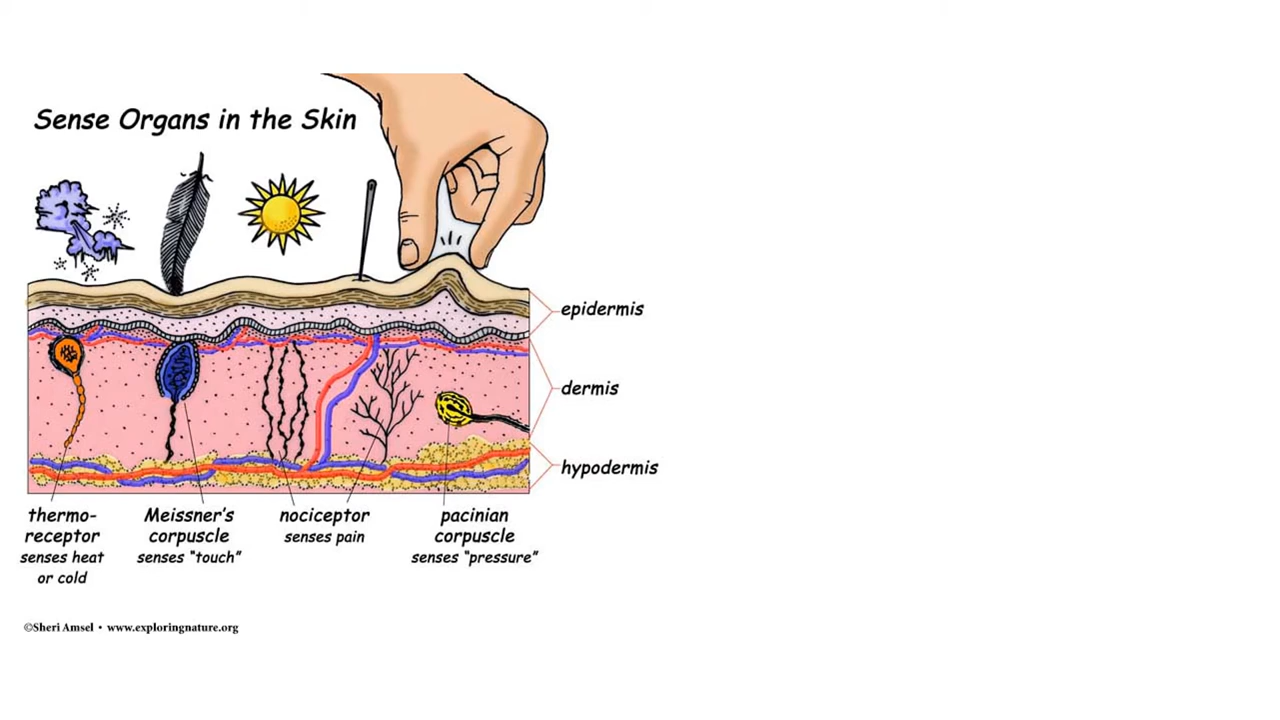 Sense Organs in the Skin
epidermis
dermis
hypodermis
thermo-
receptor
senses heat
or cold
Meissner's
corpuscle
senses "touch"
nociceptor
senses pain
pacinian
corpuscle
senses "pressure"
©Sheri Amsel • www.exploringnature.org